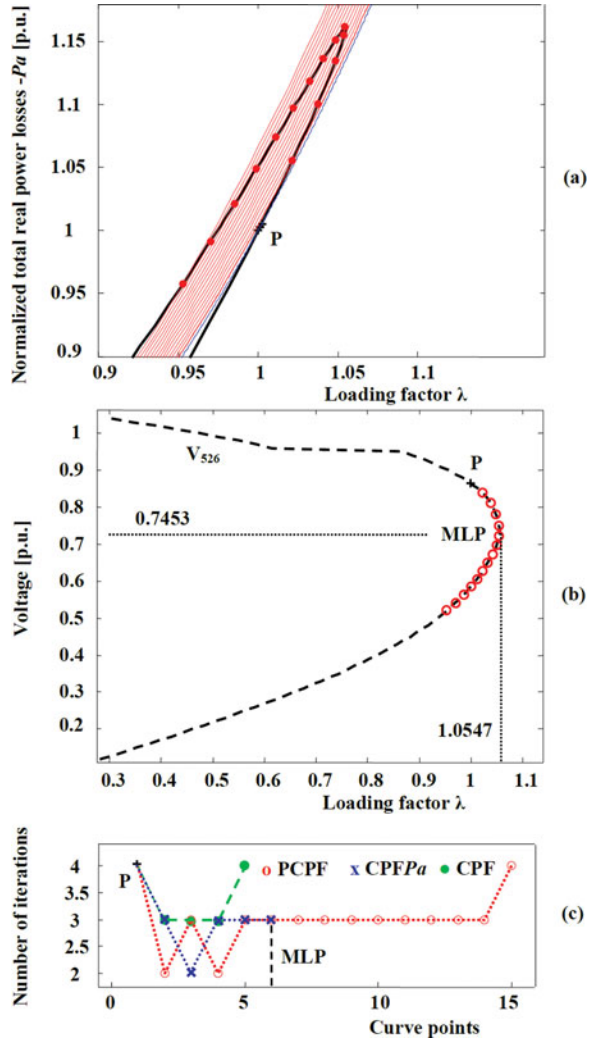 Normalized total real power losses -Pa [p.u.]
1.15
1.1
1.05
1
0.95
0.9
P
(a)
0.9
0.95
1
1.05
1.1
Loading factor λ
Voltage [p.u.]
1
0.9
0.8
0.7
0.6
0.5
0.4
0.3
0.2
V526
P
0.7453
MLP
(b)
1.0547
0.3
0.4
0.5
0.6
0.7
0.8
0.9
1
1.1
Loading factor λ
Number of iterations
4
3.5
3
2.5
2
P
o PCPF x CPFPa CPF
(c)
MLP
0
5
10
15
Curve points